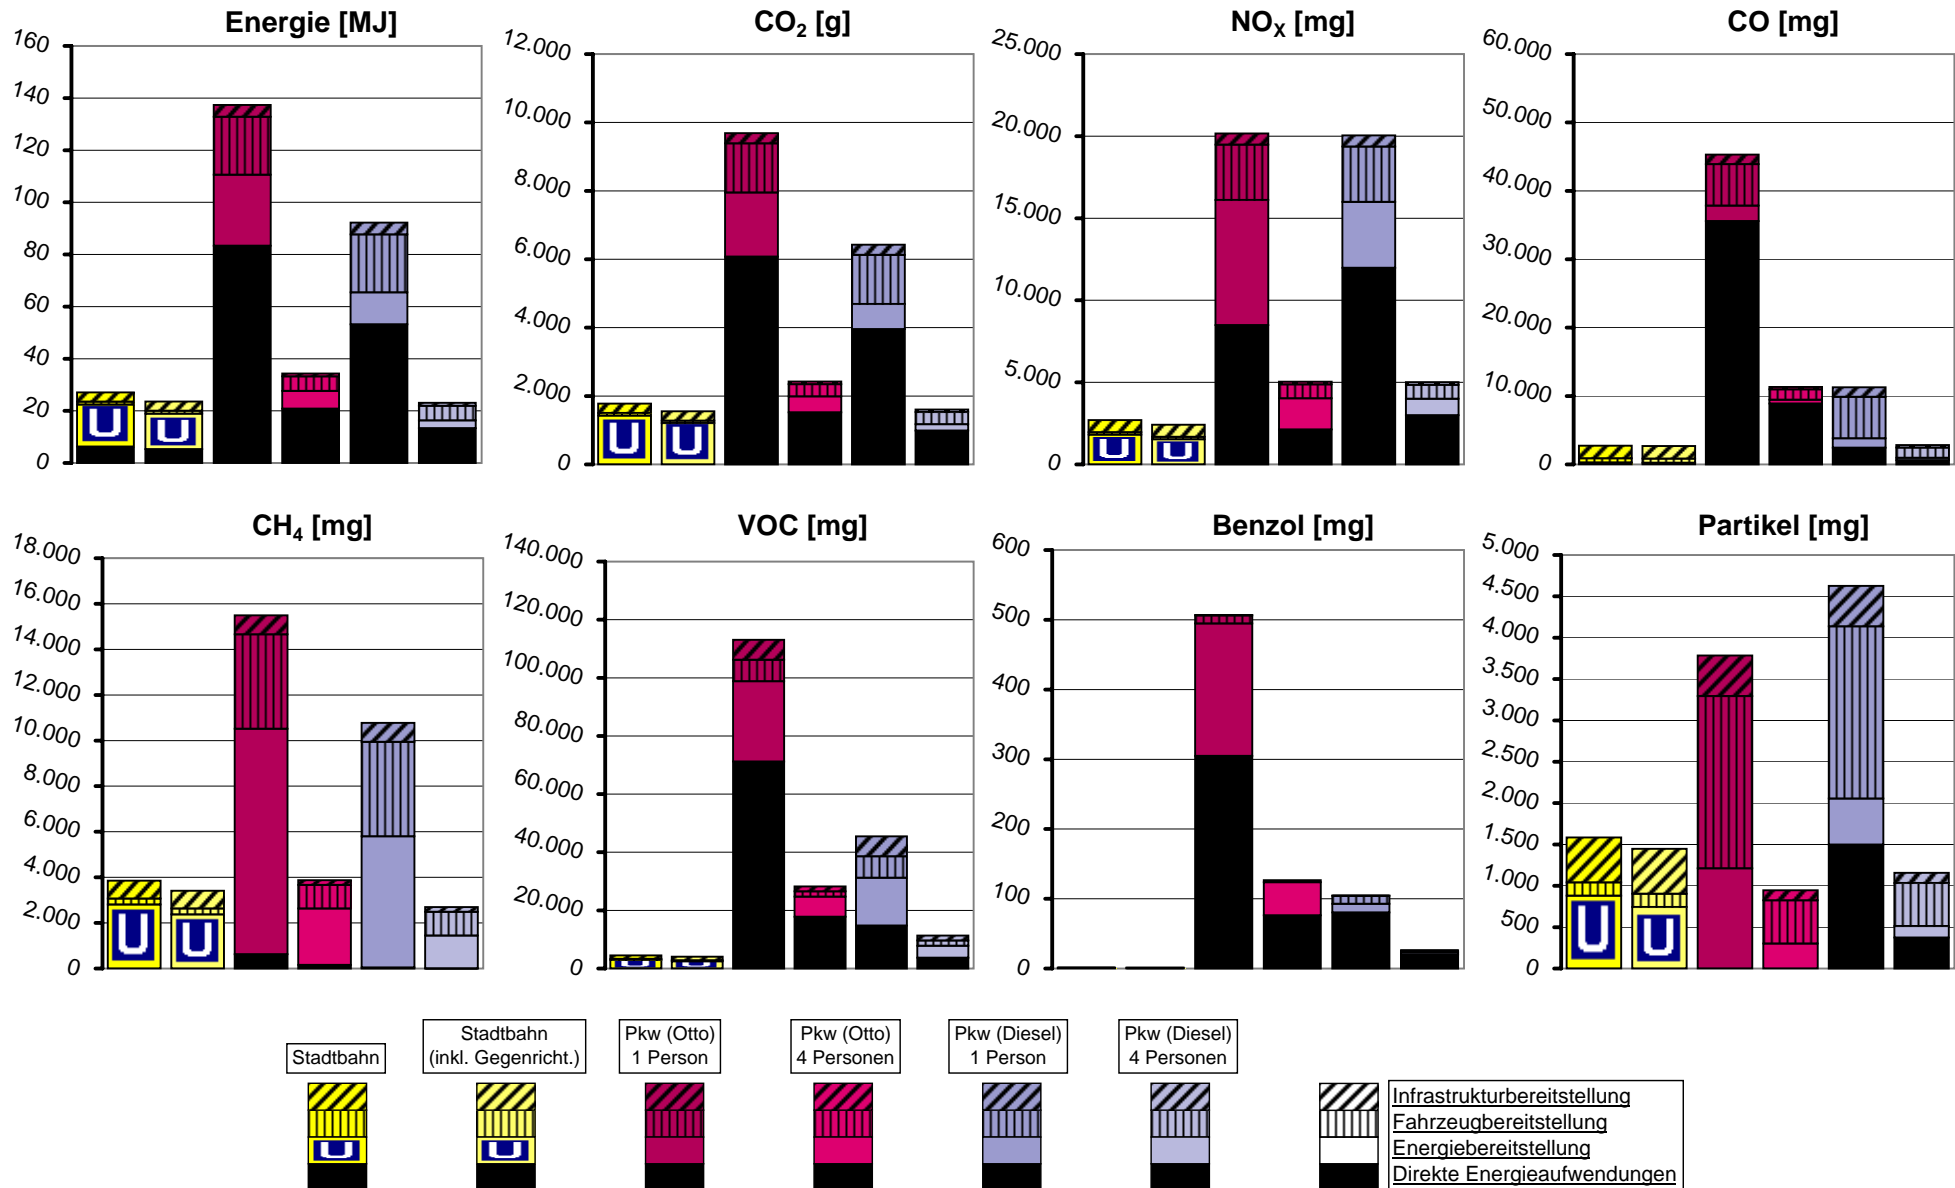 Energie [MJ]
160
140
120
100
80
60
40
20
0
U U
CO2 [g]
12.000
10.000
8.000
6.000
4.000
2.000
0
U U
NOX [mg]
25.000
20.000
15.000
10.000
5.000
0
U U
CO [mg]
60.000
50.000
40.000
30.000
20.000
10.000
0
CH4 [mg]
18.000
16.000
14.000
12.000
10.000
8.000
6.000
4.000
2.000
0
U U
VOC [mg]
140.000
120.000
100.000
80.000
60.000
40.000
20.000
0
U U
Benzol [mg]
600
500
400
300
200
100
0
Partikel [mg]
5.000
4.500
4.000
3.500
3.000
2.500
2.000
1.500
1.000
500
0
U U
Stadtbahn
Stadtbahn
(inkl. Gegenricht.)
Pkw (Otto)
1 Person
Pkw (Otto)
4 Personen
Pkw (Diesel)
1 Person
Pkw (Diesel)
4 Personen
U U
Infrastrukturbereitstellung
Fahrzeugbereitstellung
Energiebereitstellung
Direkte Energieaufwendungen